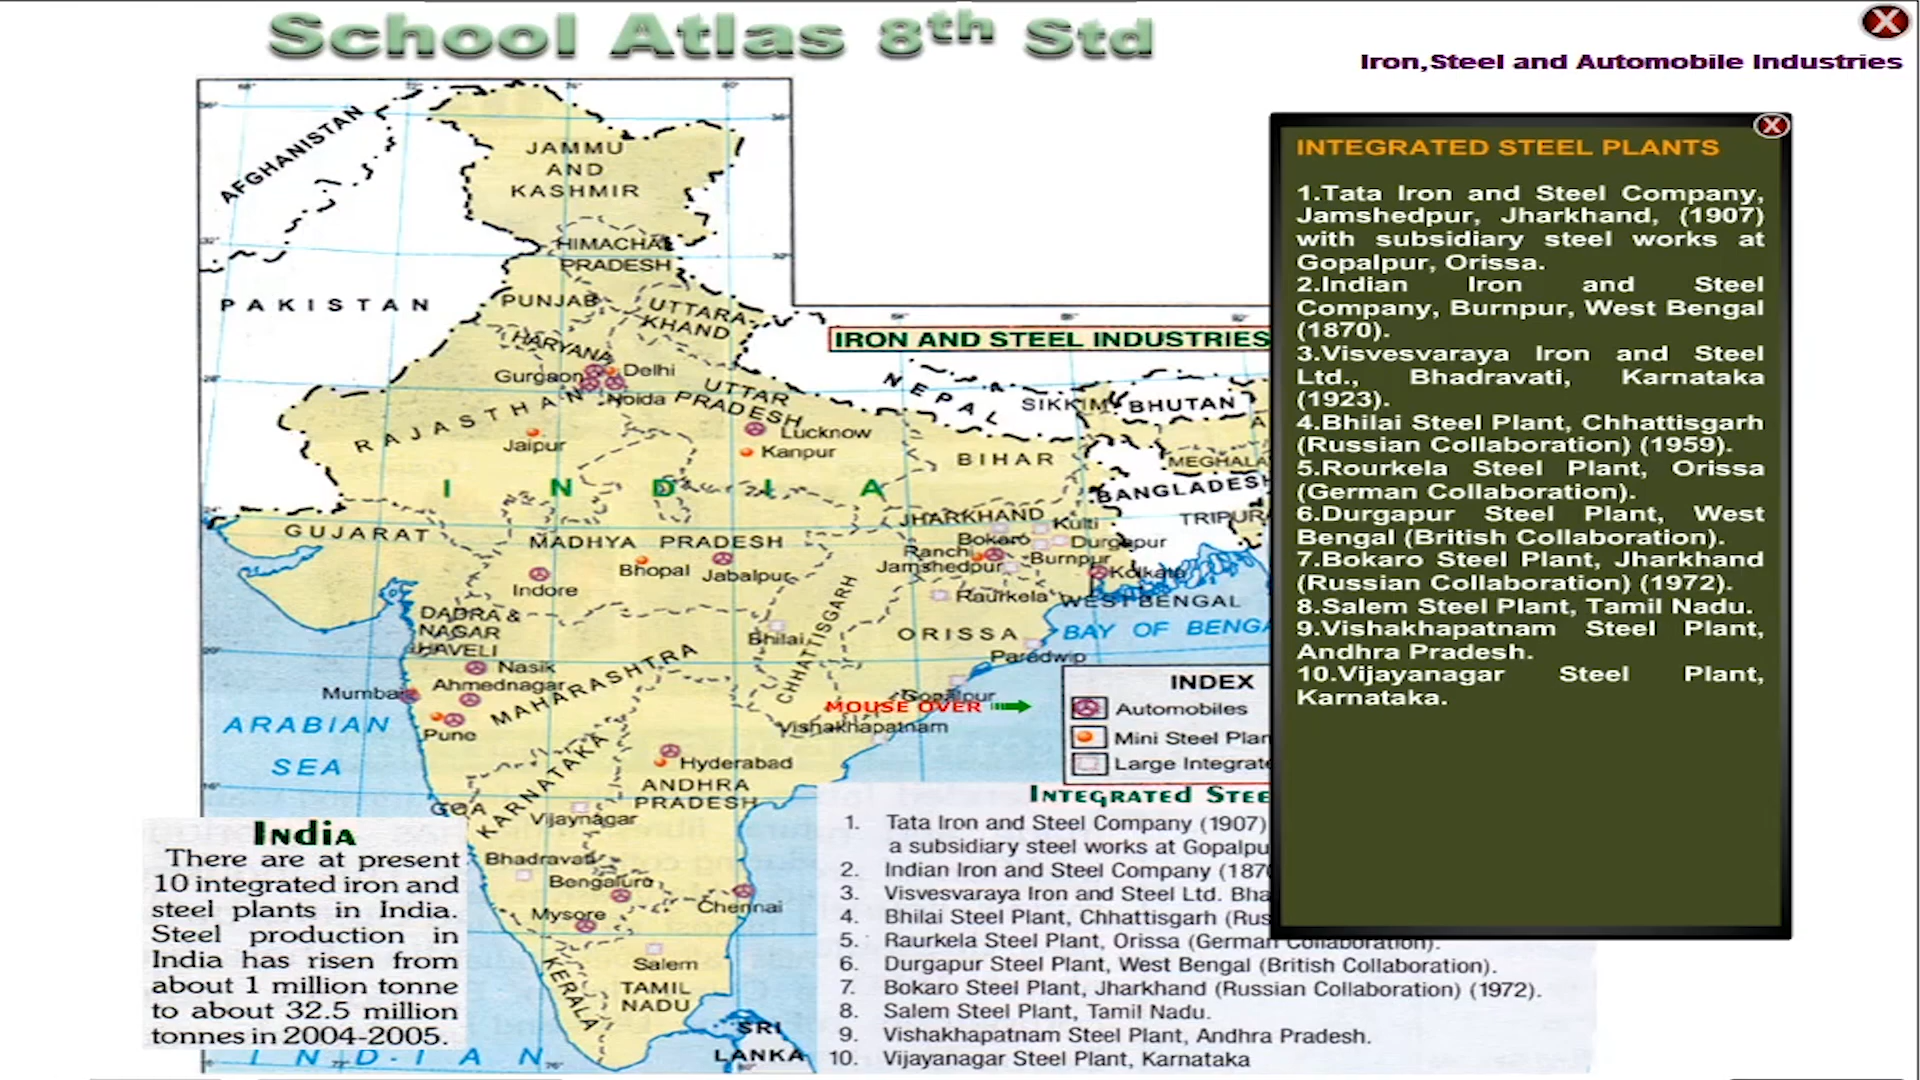 School Atlas 8th Std
Iron,Steel and Automobile Industries
AFGHANISTAN
JAMMU
AND
KASHMIR
HIMACHAL
PRADESH
PAKISTAN
PUNJAB
UTTARA-
KHAND
HARYANA
IRON AND STEEL INDUSTRIES
Gurgaon
Delhi
Noida
UTTAR
PRADESH
NEPAL
SIKKIM
BHUTAN
RAJASTHAN
Jaipur
Lucknow
Kanpur
BIHAR
MEGHALA
INDIA
BANGLADESH
GUJARAT
MADHYA PRADESH
JHARKHAND
Kulti
TRIPURA
Bokaro
Durgapur
Ranchi
Burnpur
Bhopal
Jabalpur
Jamshedpur
Kolkata
Indore
Raurkela
WEST BENGAL
DADRA &
NAGAR
HAVELI
Bhilai
CHHATTISGARH
ORISSA
BAY OF BENGA
Paradwip
Nasik
Ahmednagar
MAHARASHTRA
Mumbai
Gopalpur
MOUSE OVER
ARABIAN
SEA
Pune
Vishakhapatnam
Hyderabad
KARNATAKA
ANDHRA
PRADESH
GOA
Vijaynagar
Bhadravati
Bengaluru
Chennai
Mysore
Salem
KERALA
TAMIL
NADU
SRI
LANKA
INDIAN
INDEX
Automobiles
Mini Steel Plan
Large Integrate
India
There are at present
10 integrated iron and
steel plants in India.
Steel production in
India has risen from
about 1 million tonne
to about 32.5 million
tonnes in 2004-2005.
Integrated Stee
1. Tata Iron and Steel Company (1907)
a subsidiary steel works at Gopalpu
2. Indian Iron and Steel Company (1870
3. Visvesvaraya Iron and Steel Ltd. Bha
4. Bhilai Steel Plant, Chhattisgarh (Rus
5. Raurkela Steel Plant, Orissa (German Collaboration).
6. Durgapur Steel Plant, West Bengal (British Collaboration).
7. Bokaro Steel Plant, Jharkhand (Russian Collaboration) (1972).
8. Salem Steel Plant, Tamil Nadu.
9. Vishakhapatnam Steel Plant, Andhra Pradesh.
10. Vijayanagar Steel Plant, Karnataka
INTEGRATED STEEL PLANTS
1.Tata Iron and Steel Company,
Jamshedpur, Jharkhand, (1907)
with subsidiary steel works at
Gopalpur, Orissa.
2.Indian Iron and Steel
Company, Burnpur, West Bengal
(1870).
3.Visvesvaraya Iron and Steel
Ltd., Bhadravati, Karnataka
(1923).
4.Bhilai Steel Plant, Chhattisgarh
(Russian Collaboration) (1959).
5.Rourkela Steel Plant, Orissa
(German Collaboration).
6.Durgapur Steel Plant, West
Bengal (British Collaboration).
7.Bokaro Steel Plant, Jharkhand
(Russian Collaboration) (1972).
8.Salem Steel Plant, Tamil Nadu.
9.Vishakhapatnam Steel Plant,
Andhra Pradesh.
10.Vijayanagar Steel Plant,
Karnataka.